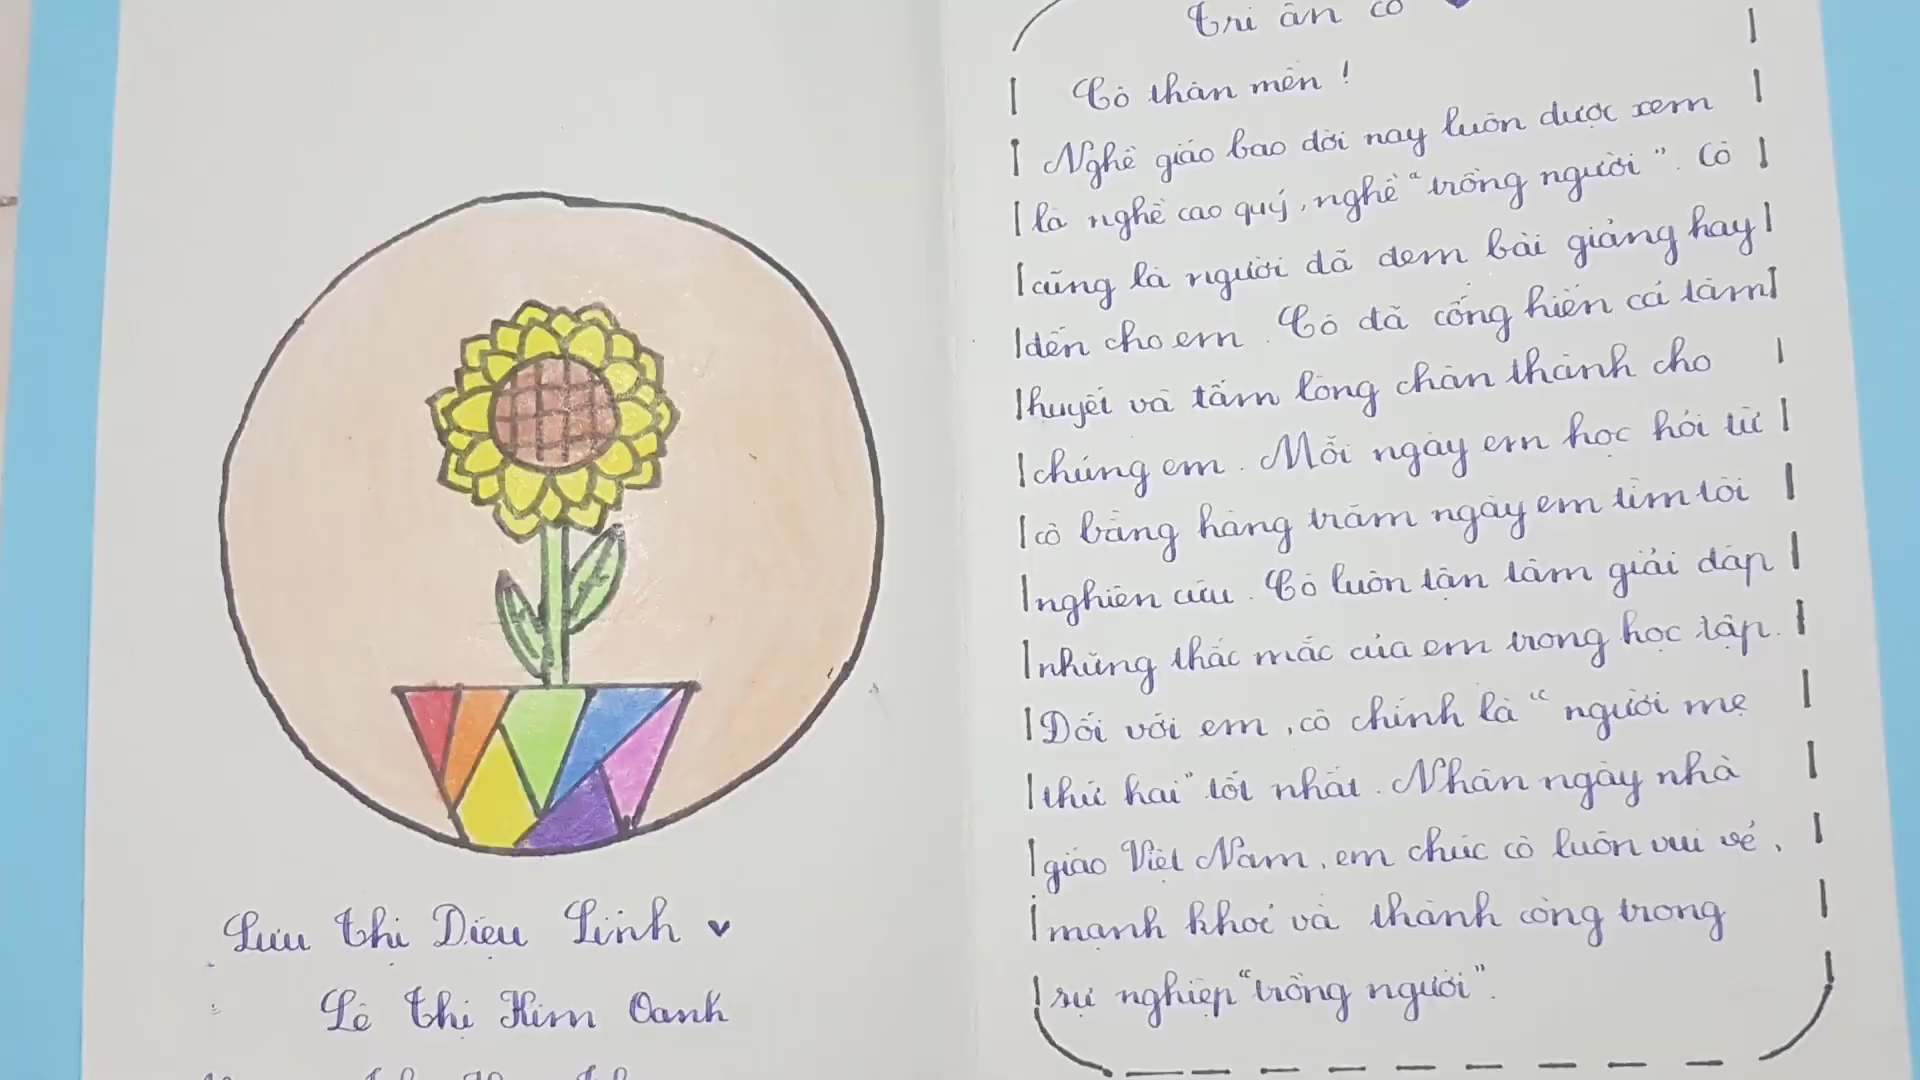 Lưu Thị Diệu Linh
Lê Thị Kim Oanh
Tri ân cô
Cô thân mến !
Nghề giáo bao đời nay luôn được xem
là nghề cao quý, nghề "trồng người". Cô
cũng là người đã đem bài giảng hay
đến cho em. Cô đã cống hiến cả tâm
huyết và tấm lòng chân thành cho
chúng em. Mỗi ngày em học hỏi từ
cô bằng hàng trăm ngày em tìm tòi
nghiên cứu. Cô luôn tận tâm giải đáp
những thắc mắc của em trong học tập.
Đối với em, cô chính là "người mẹ
thứ hai" tốt nhất. Nhân ngày nhà
giáo Việt Nam, em chúc cô luôn vui vẻ,
mạnh khoẻ và thành công trong
sự nghiệp "trồng người".